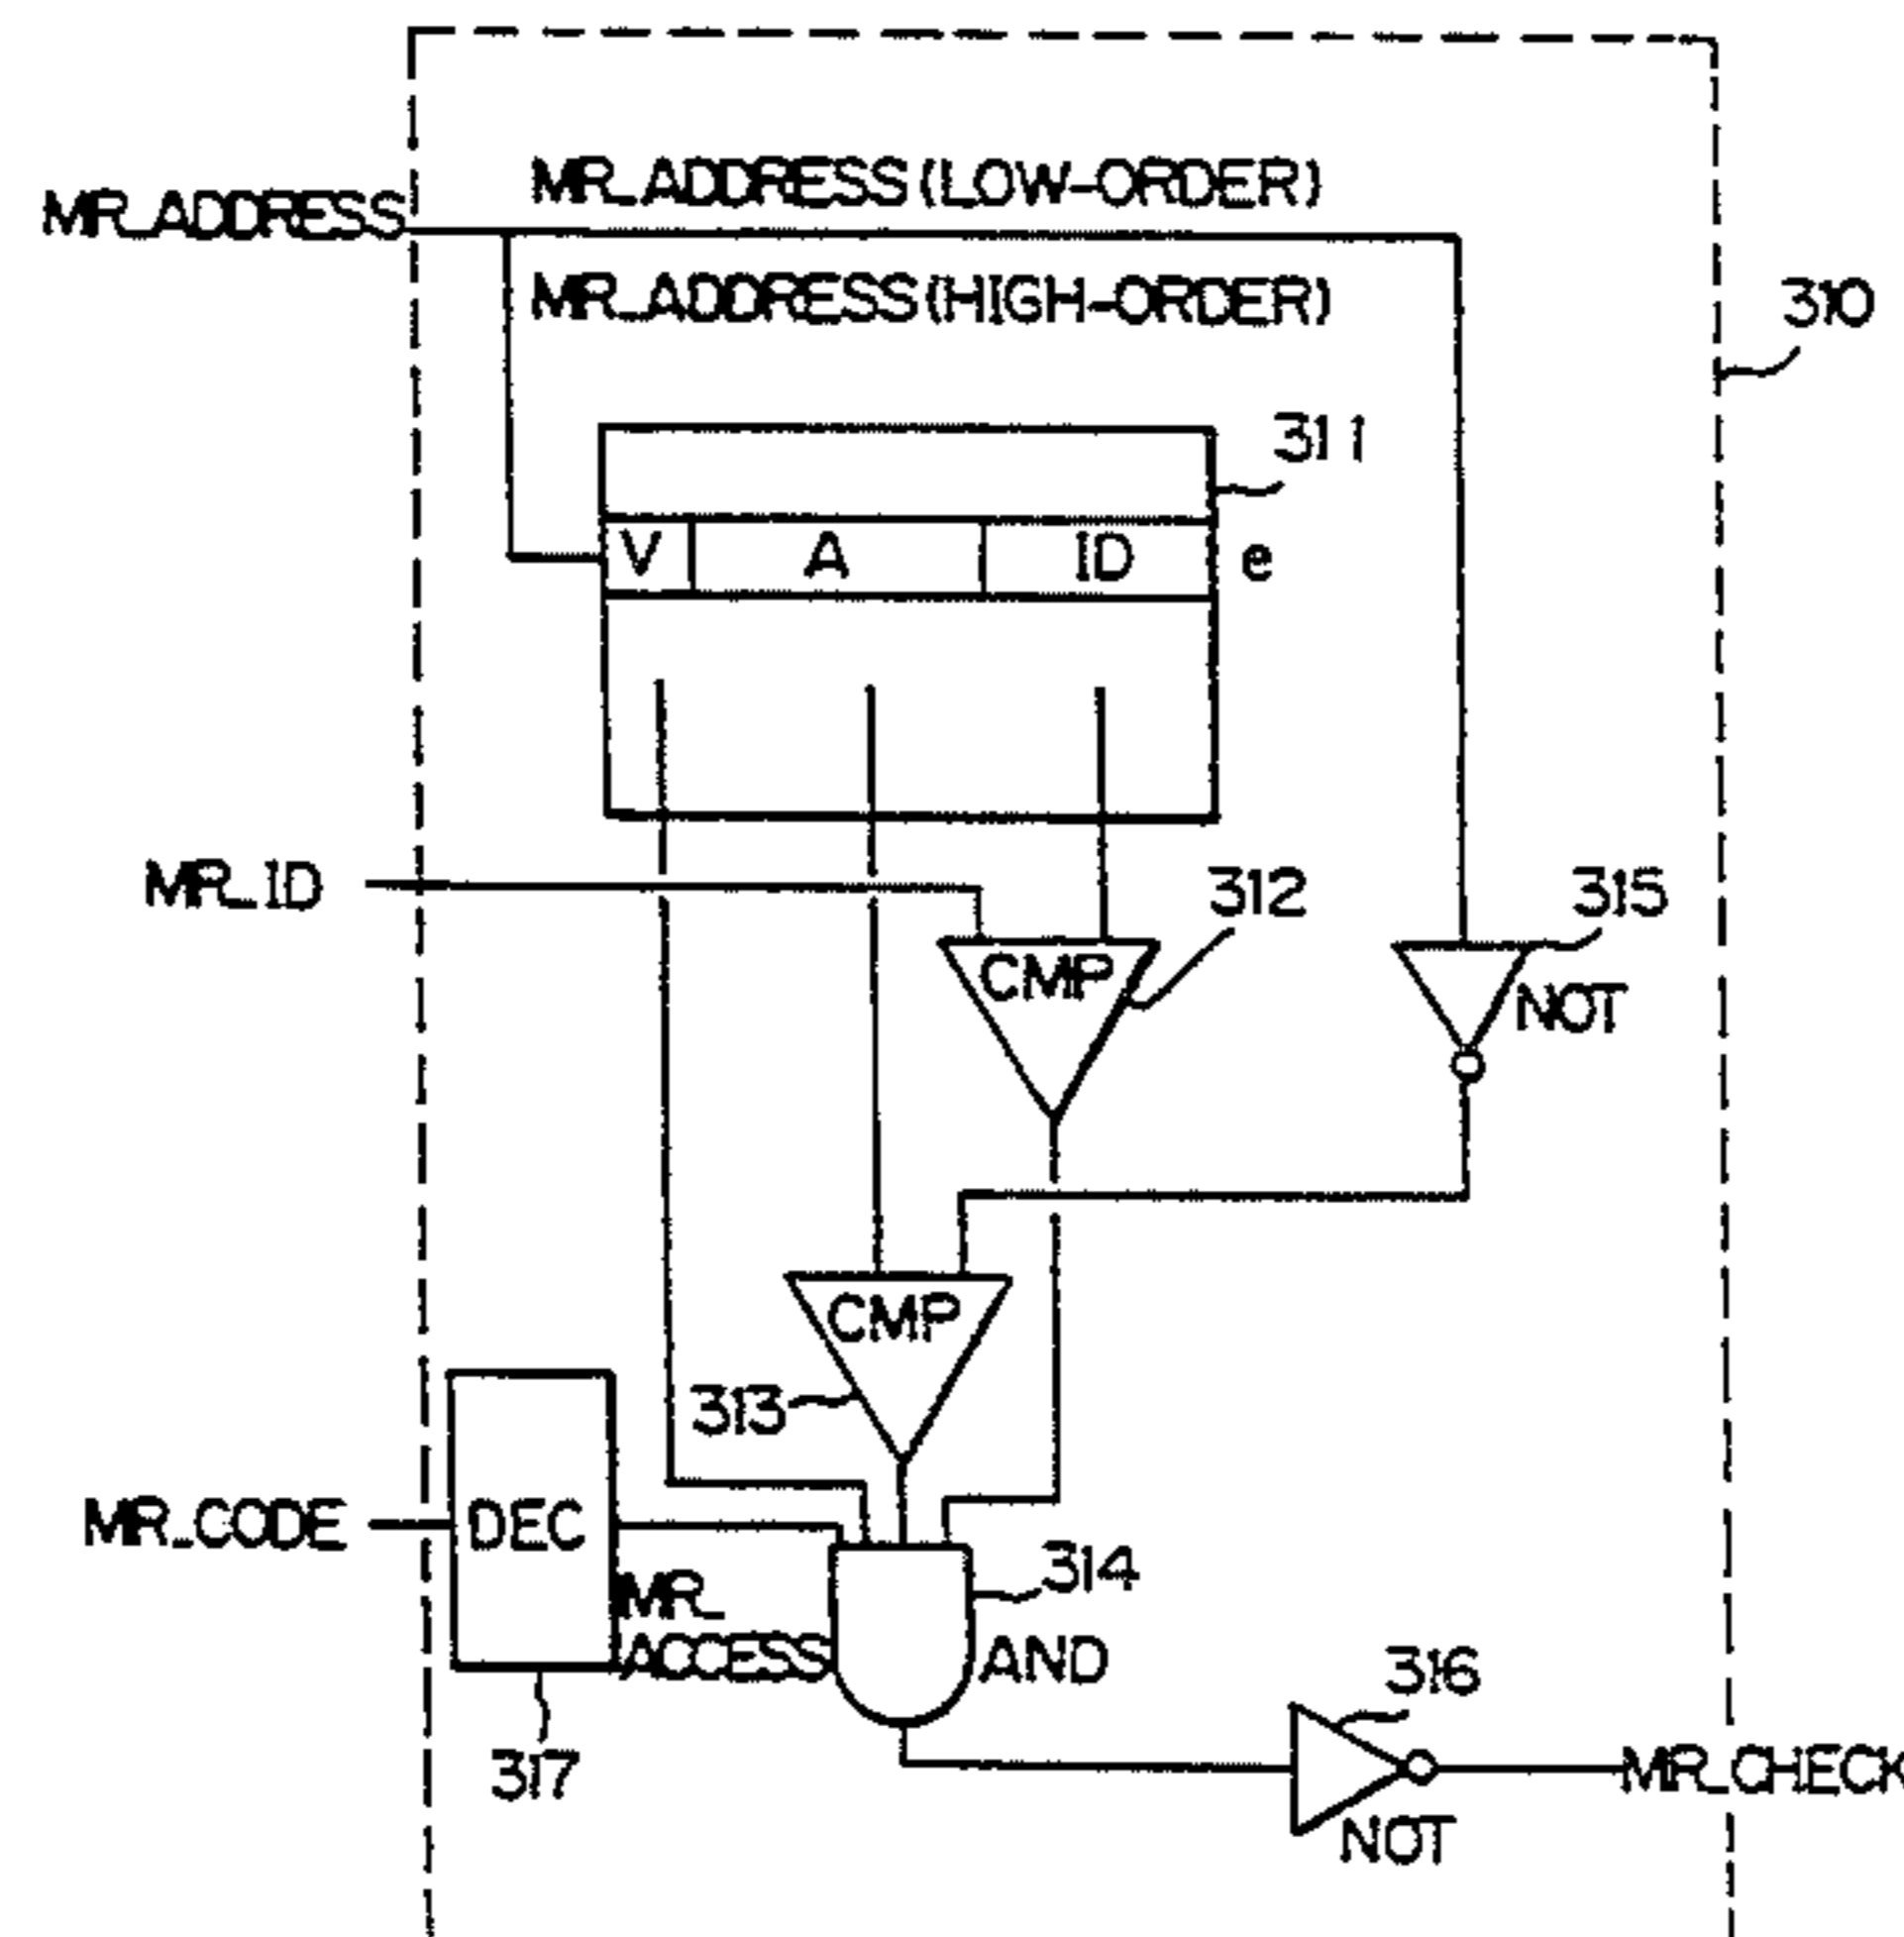 MR_ADDRESS(LOW-ORDER)
MR_ADDRESS
MR_ADDRESS(HIGH-ORDER)
310
311
V A ID e
MR_ID
312
315
CMP
NOT
CMP
313
MR_CODE
DEC
314
MR_
ACCESS
AND
316
317
MR_CHECK
NOT